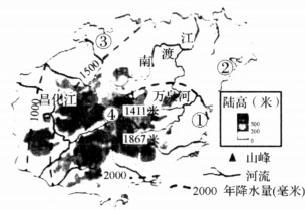 ③
江
渡
南
②
1500
昌化江
万泉河
1000
④
1411米
①
1867米
2000
陆高（米）
500
200
0
▲ 山峰
河流
2000 年降水量(毫米)